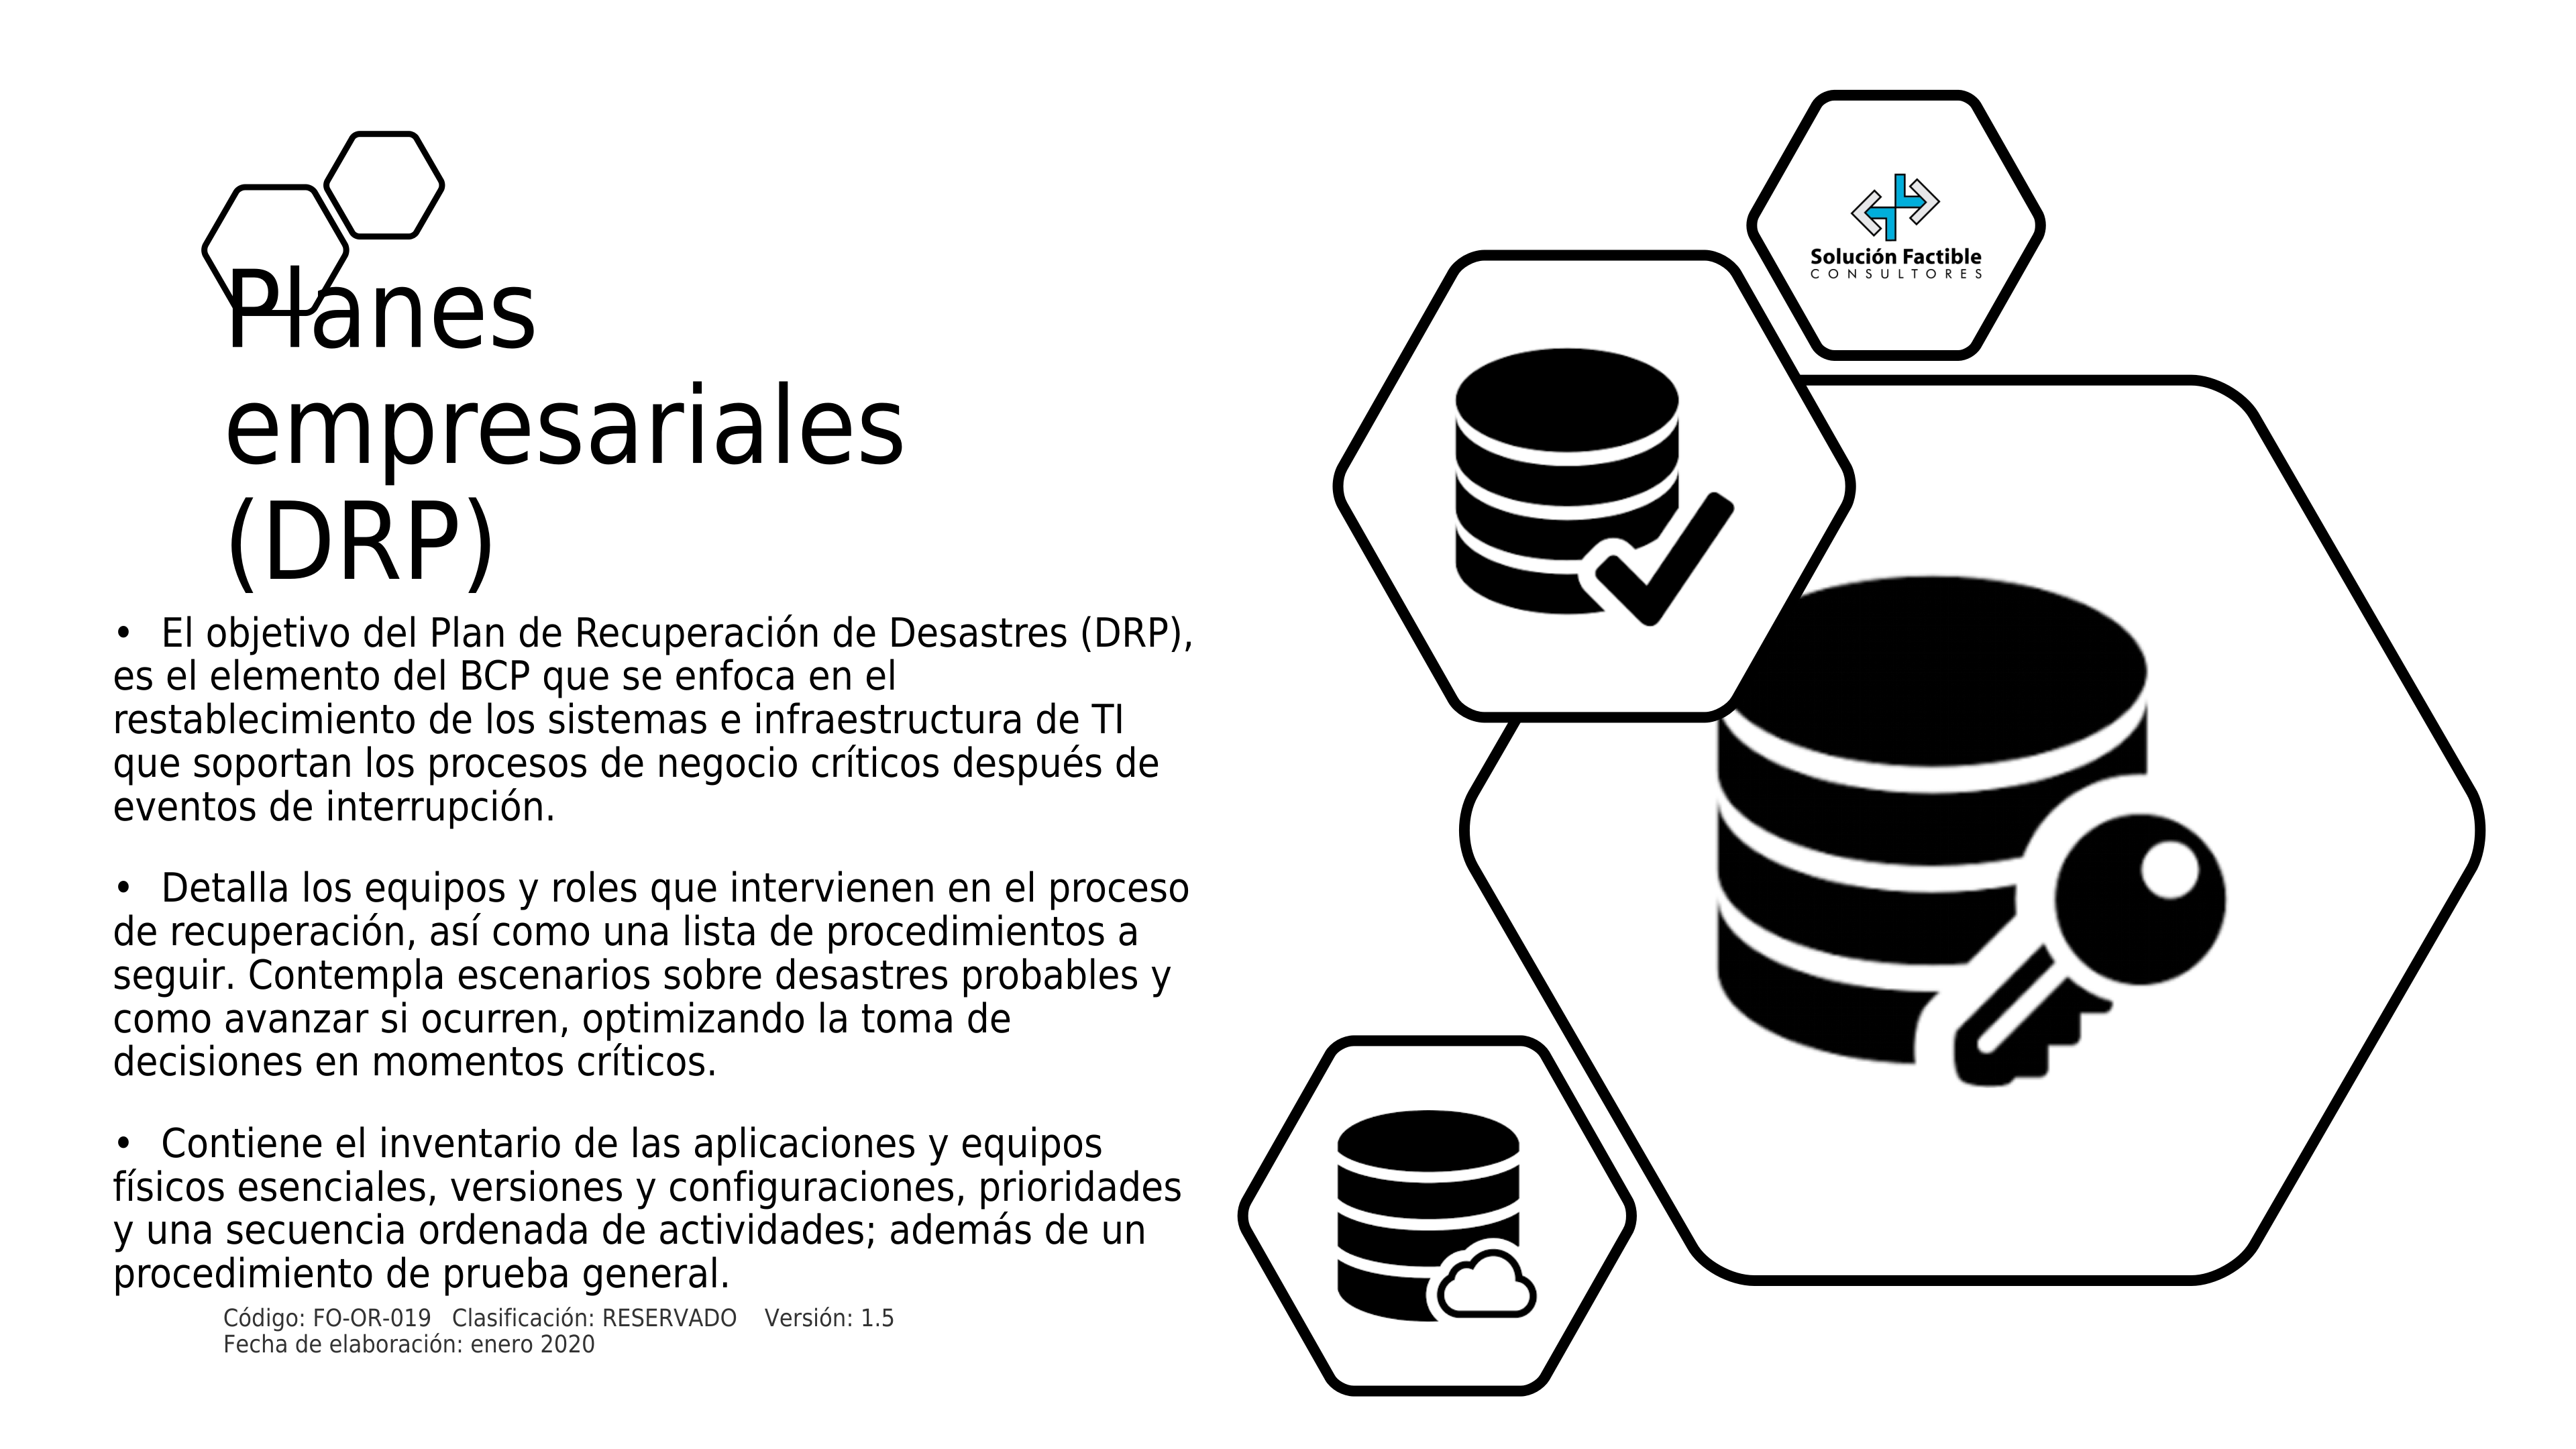 Planes
empresariales
(DRP)
• El objetivo del Plan de Recuperación de Desastres (DRP),
es el elemento del BCP que se enfoca en el
restablecimiento de los sistemas e infraestructura de TI
que soportan los procesos de negocio críticos después de
eventos de interrupción.
• Detalla los equipos y roles que intervienen en el proceso
de recuperación, así como una lista de procedimientos a
seguir. Contempla escenarios sobre desastres probables y
como avanzar si ocurren, optimizando la toma de
decisiones en momentos críticos.
• Contiene el inventario de las aplicaciones y equipos
físicos esenciales, versiones y configuraciones, prioridades
y una secuencia ordenada de actividades; además de un
procedimiento de prueba general.
Código: FO-OR-019 Clasificación: RESERVADO Versión: 1.5
Fecha de elaboración: enero 2020
Solución Factible
CONSULTORES